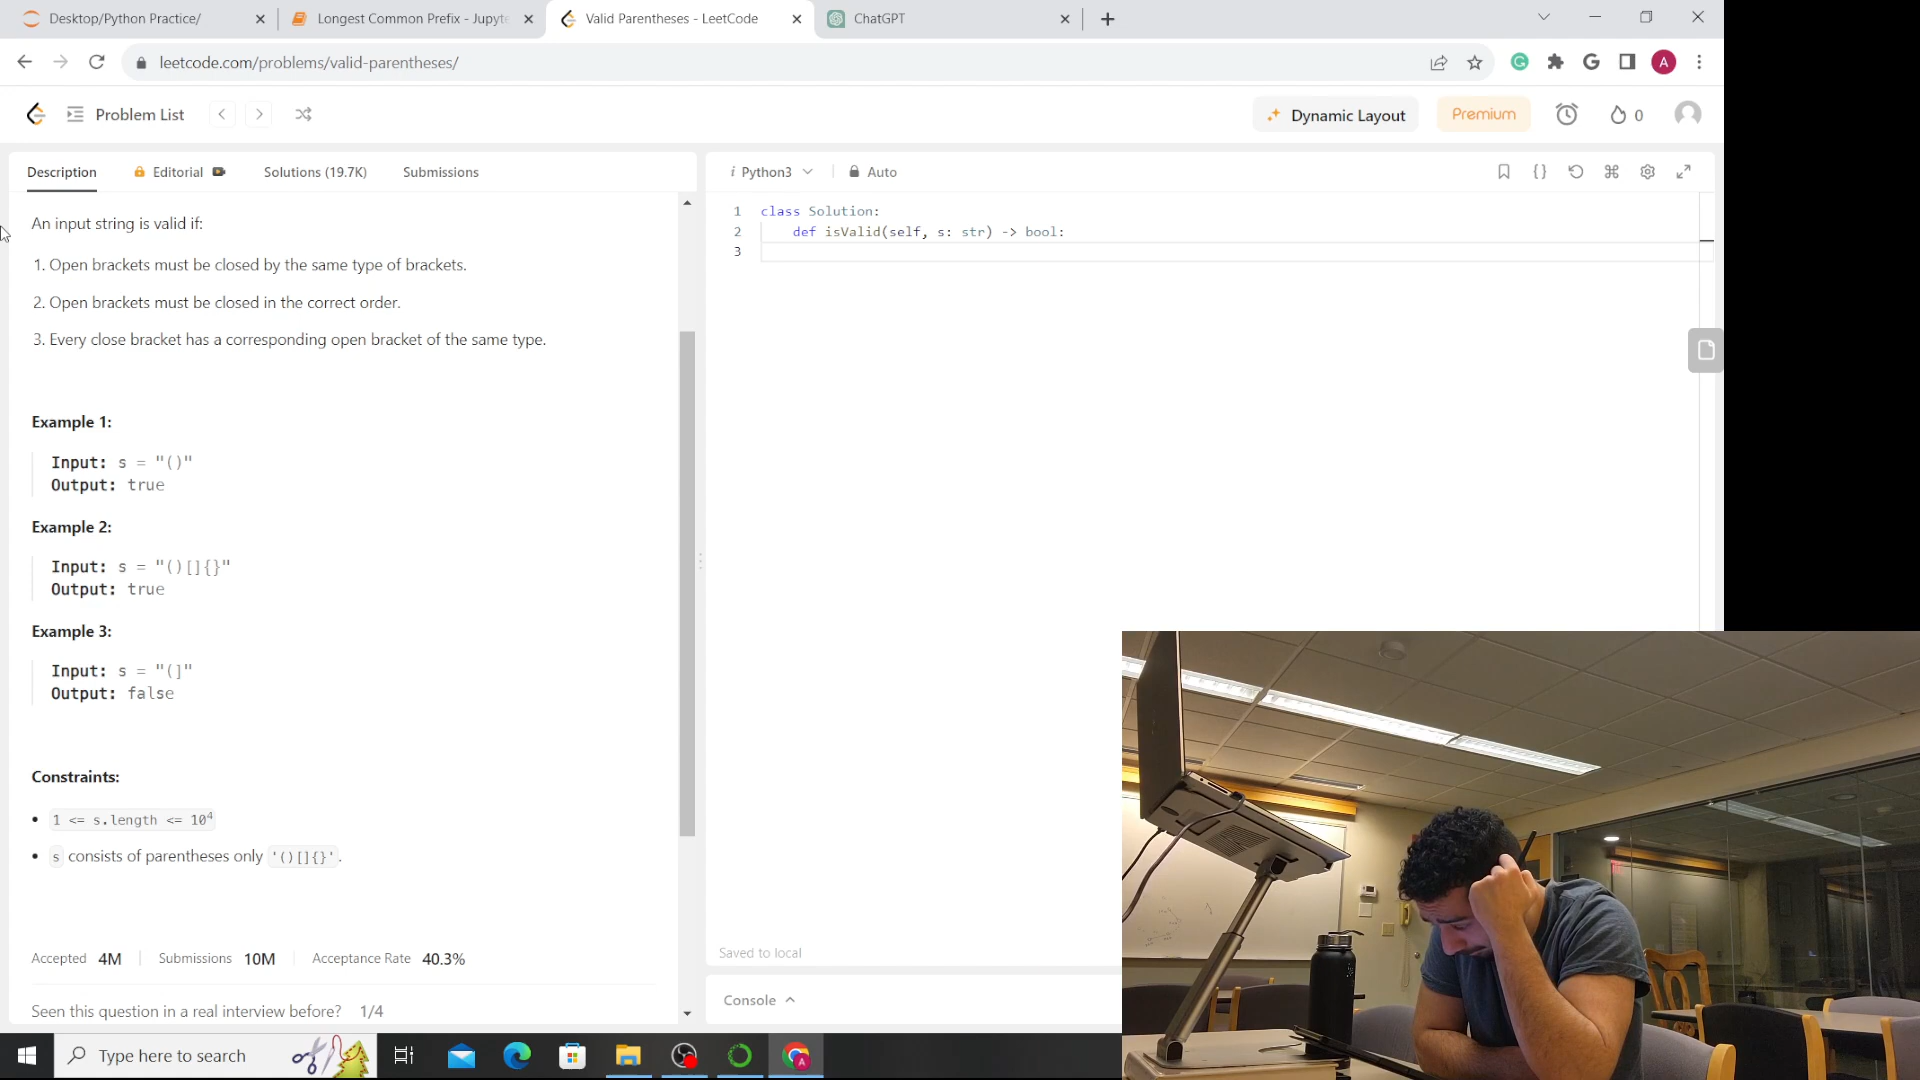 Desktop/Python Practice/
Longest Common Prefix - Jupyte
Valid Parentheses - LeetCode
ChatGPT
leetcode.com/problems/valid-parentheses/
A
Problem List
Dynamic Layout
Premium
0
Description
Editorial
Solutions (19.7K)
Submissions
An input string is valid if:
1. Open brackets must be closed by the same type of brackets.
2. Open brackets must be closed in the correct order.
3. Every close bracket has a corresponding open bracket of the same type.
Example 1:
Input: s = "()"
Output: true
Example 2:
Input: s = "()[]{}"
Output: true
Example 3:
Input: s = "(]"
Output: false
Constraints:
• 1 <= s.length <= 10⁴
• s consists of parentheses only '()[]{}'.
Accepted 4M
Submissions 10M
Acceptance Rate 40.3%
Seen this question in a real interview before? 1/4
i Python3
Auto
1 class Solution:
2 def isValid(self, s: str) -> bool:
3
Saved to local
Console
Type here to search